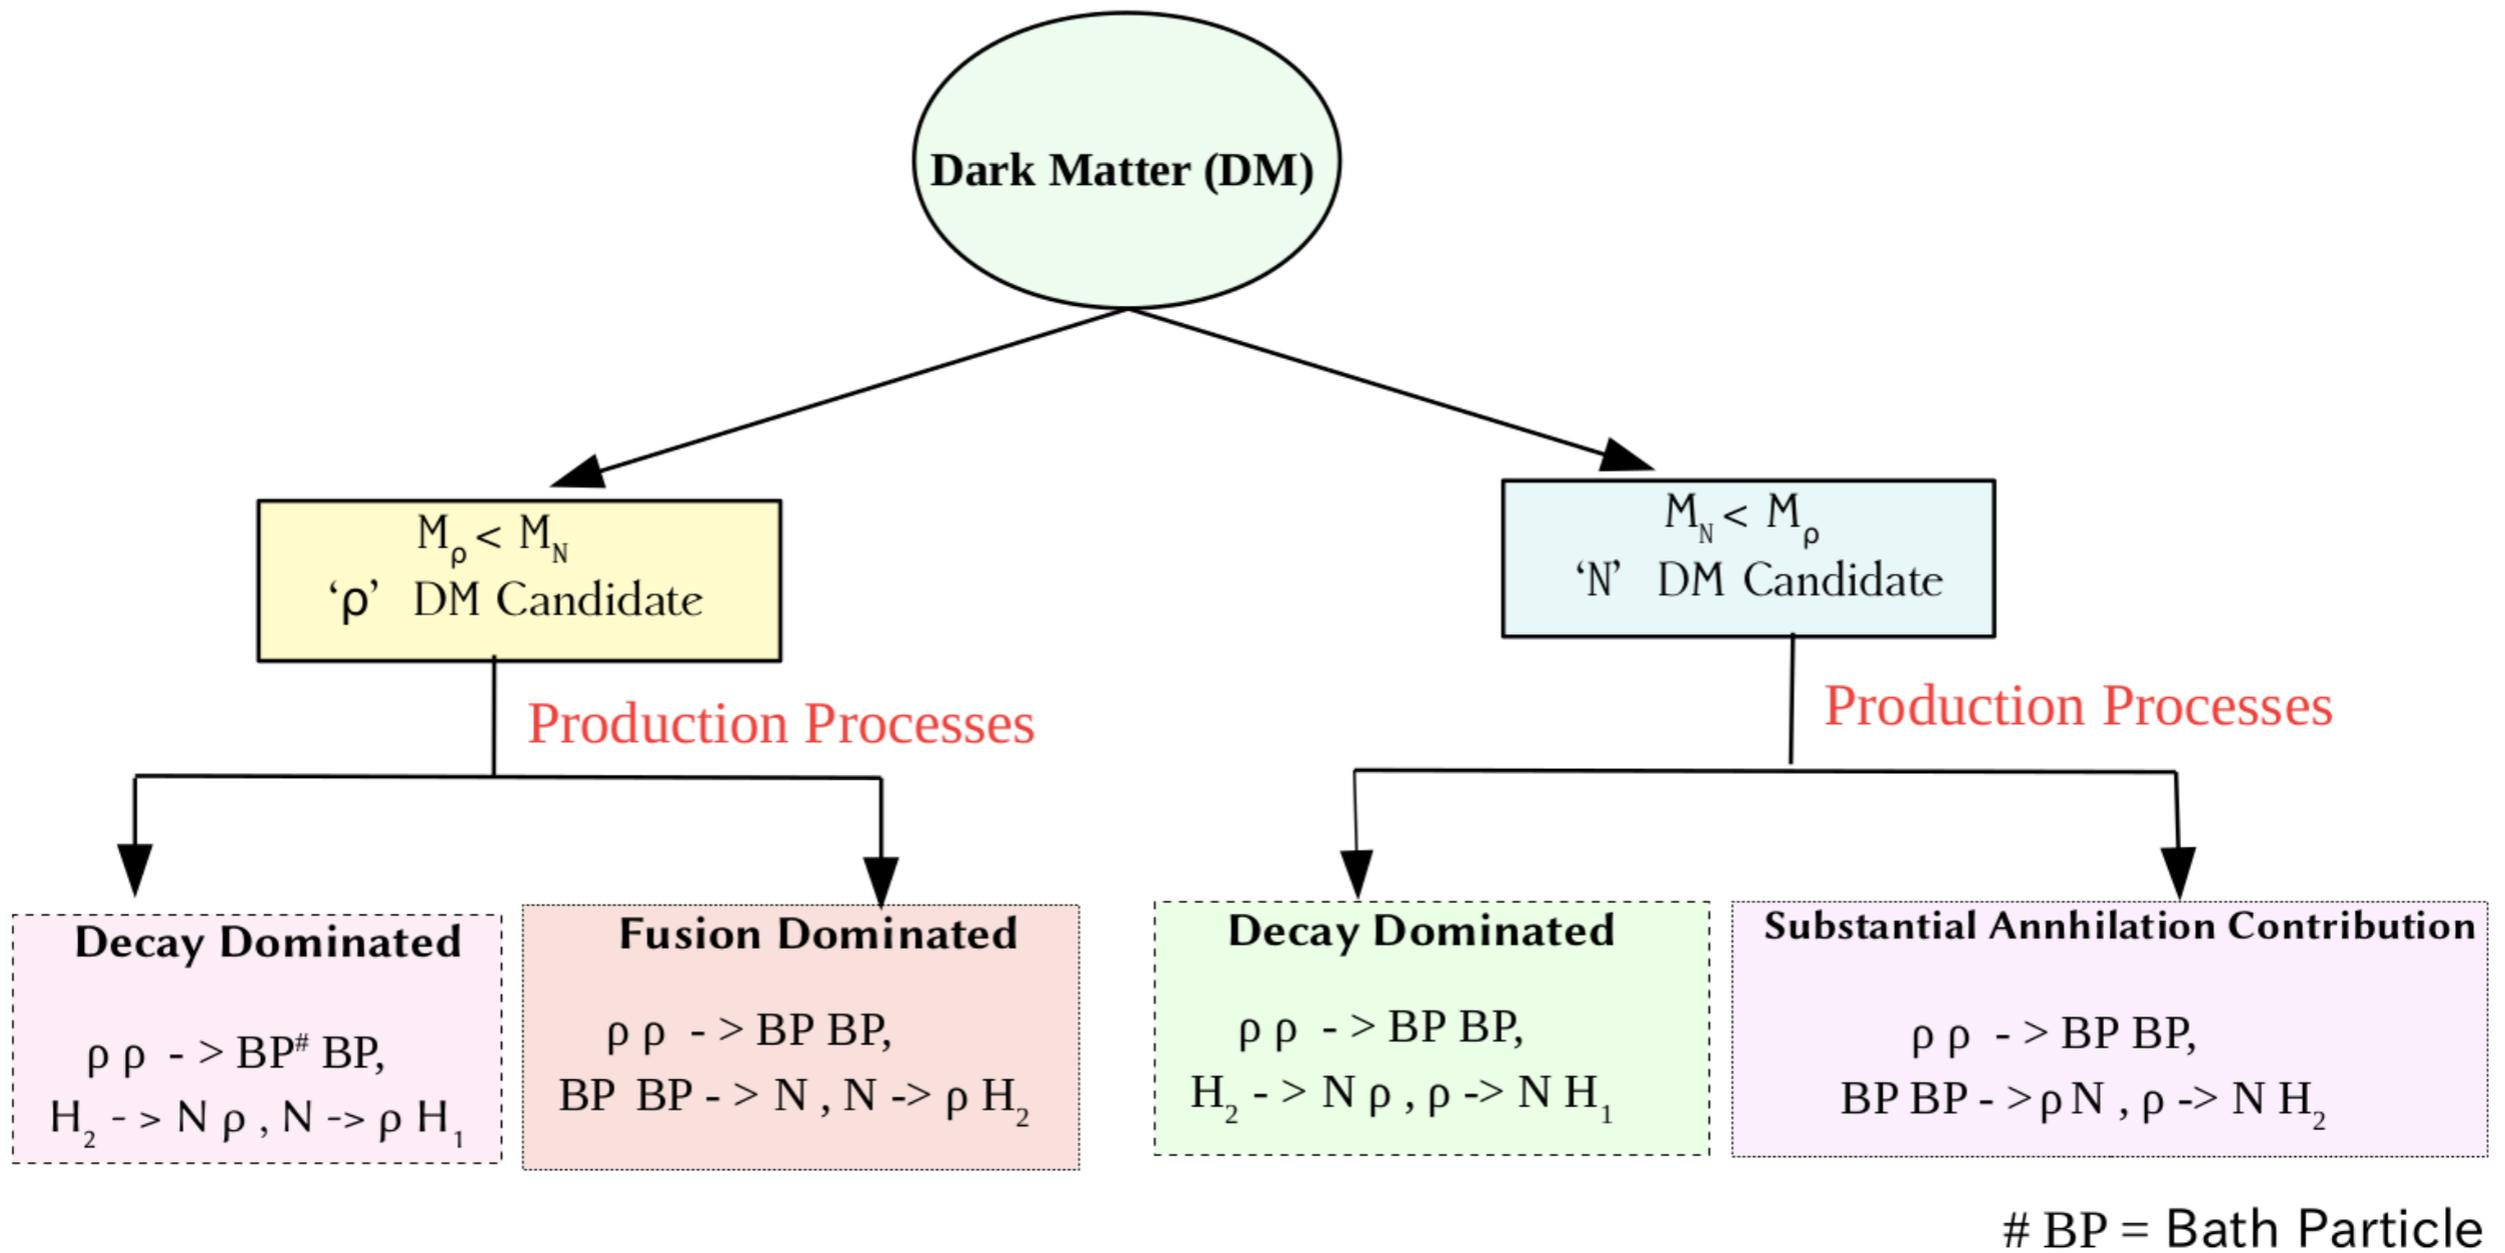 Dark Matter (DM)
Mρ < MN
‘ρ’ DM Candidate
MN < Mρ
‘N’ DM Candidate
Production Processes
Production Processes
Decay Dominated
ρ ρ - > BP# BP,
H2 - > N ρ , N -> ρ H1
Fusion Dominated
ρ ρ - > BP BP,
BP BP - > N , N -> ρ H2
Decay Dominated
ρ ρ - > BP BP,
H2 - > N ρ , ρ -> N H1
Substantial Annhilation Contribution
ρ ρ - > BP BP,
BP BP - >ρ N , ρ -> N H2
# BP = Bath Particle